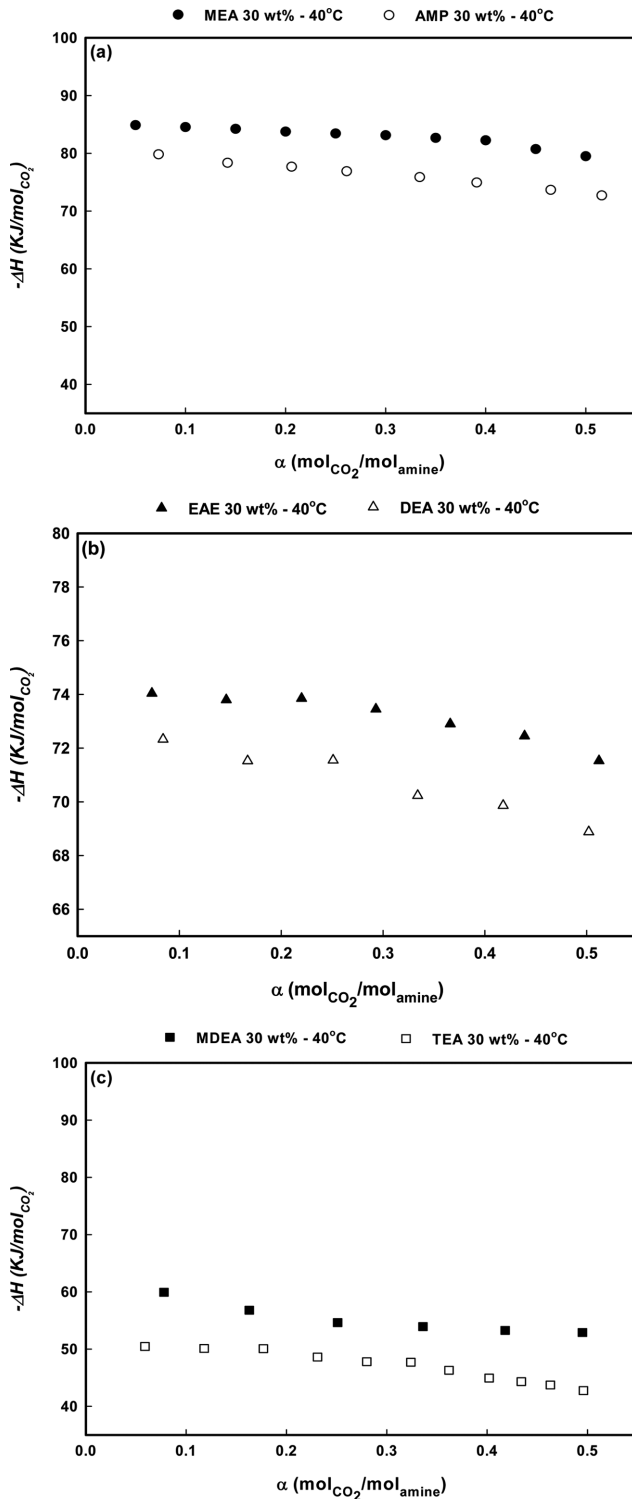 MEA 30 wt% - 40°C AMP 30 wt% - 40°C
(a)
100
90
80
70
60
50
40
-ΔH (KJ/molCO2)
0.0 0.1 0.2 0.3 0.4 0.5
α (molCO2/molamine)
EAE 30 wt% - 40°C DEA 30 wt% - 40°C
(b)
80
78
76
74
72
70
68
66
-ΔH (KJ/molCO2)
0.0 0.1 0.2 0.3 0.4 0.5
α (molCO2/molamine)
MDEA 30 wt% - 40°C TEA 30 wt% - 40°C
(c)
100
90
80
70
60
50
40
-ΔH (KJ/molCO2)
0.0 0.1 0.2 0.3 0.4 0.5
α (molCO2/molamine)